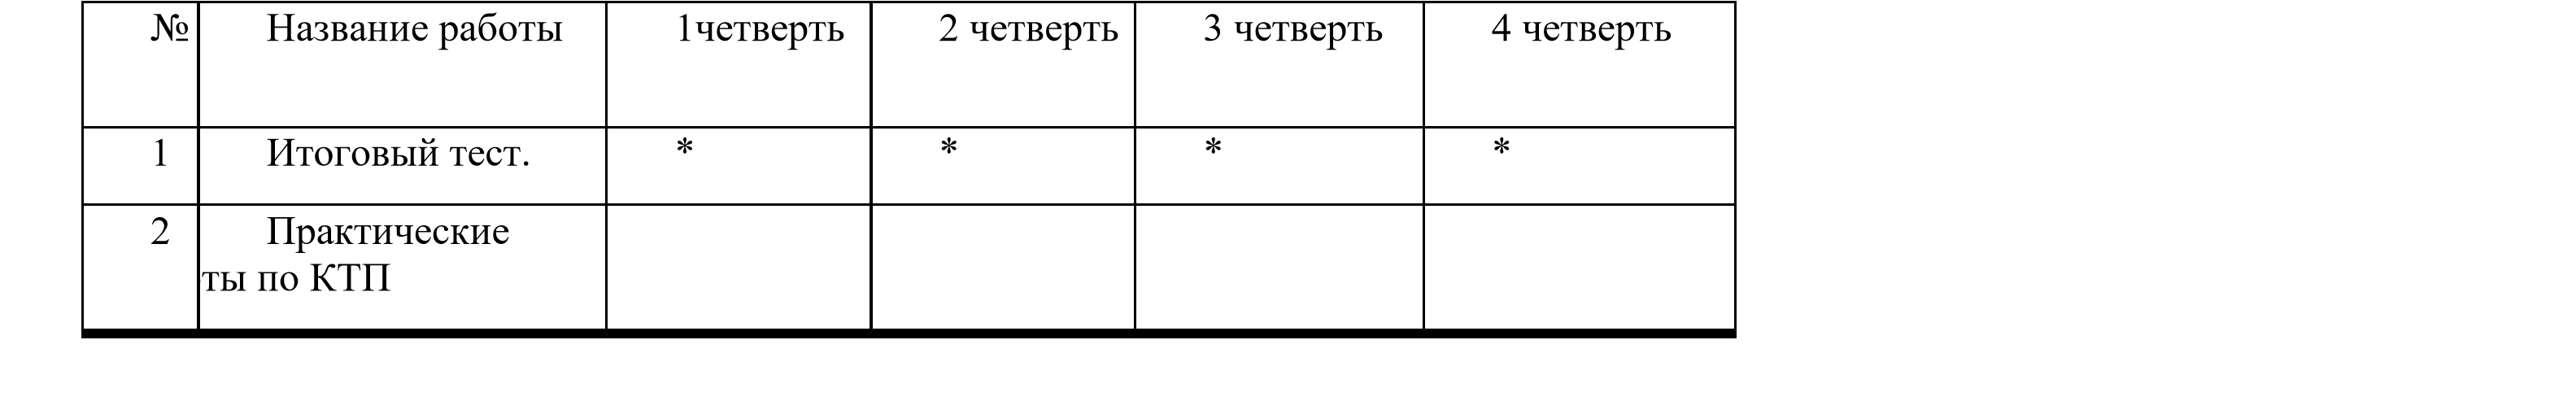 № Название работы 1четверть 2 четверть 3 четверть 4 четверть
1 Итоговый тест. * * * *
2 Практические
ты по КТП